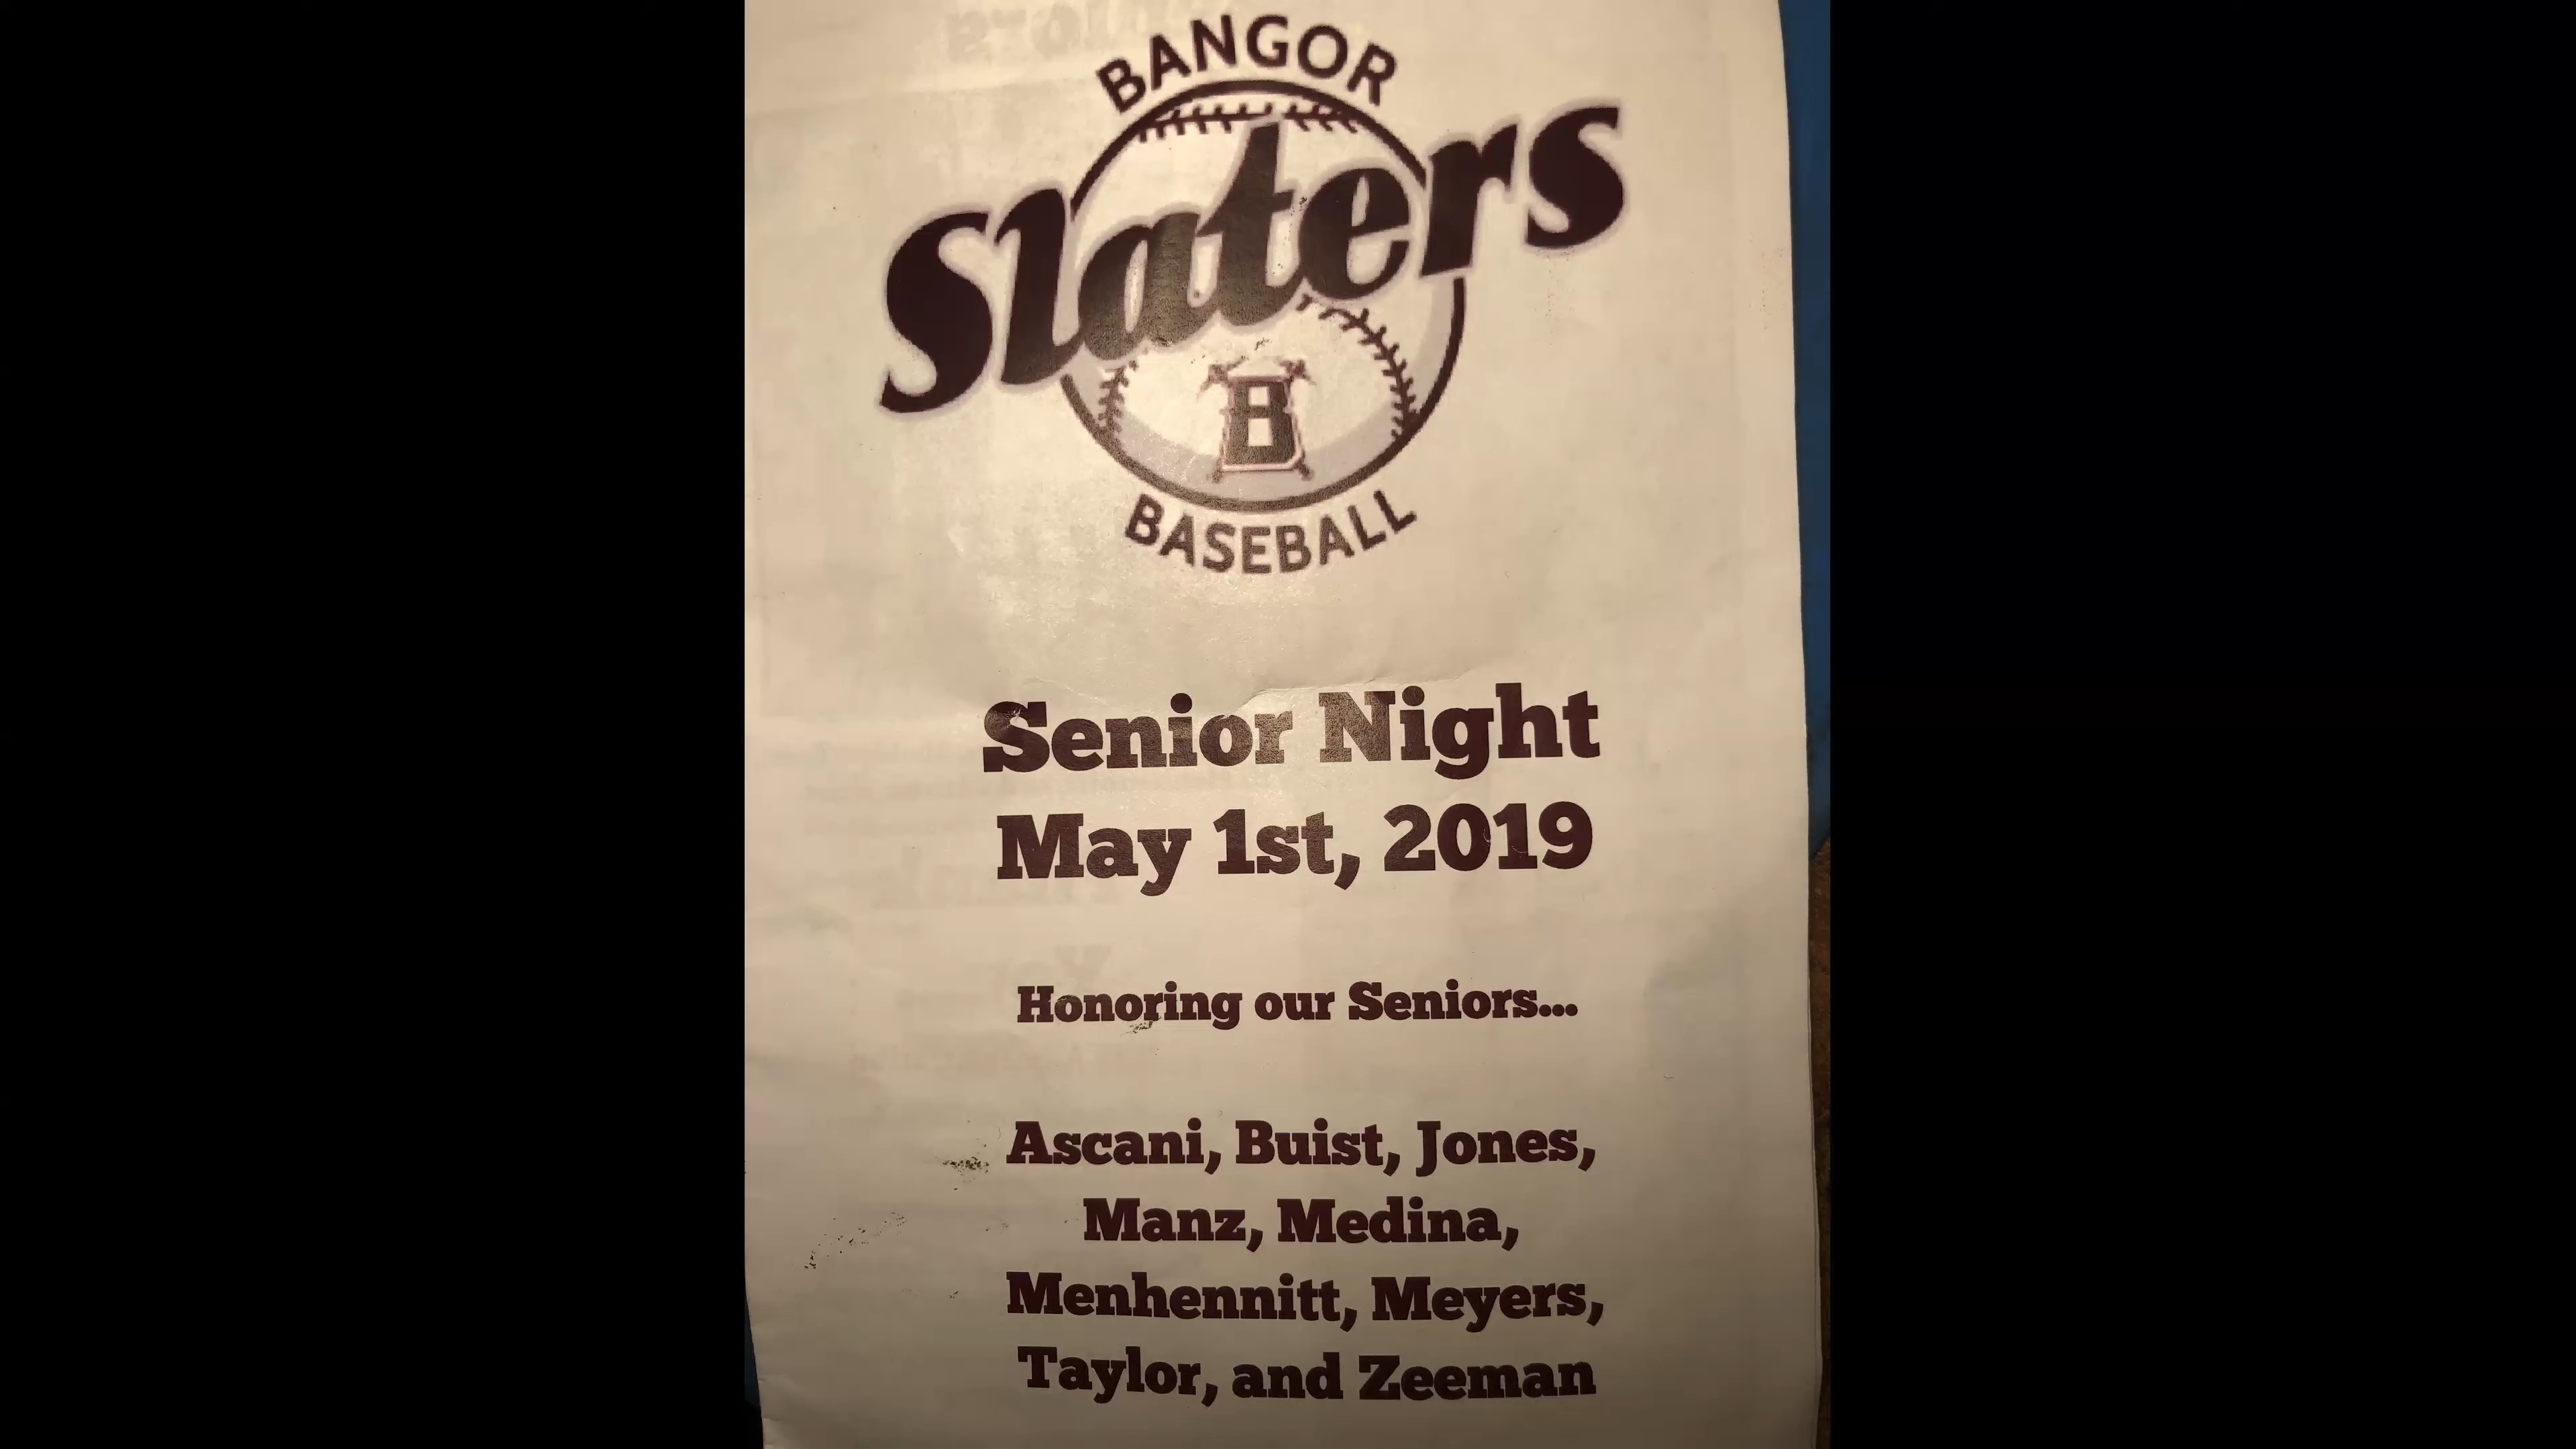 BANGOR
Slaters
B
BASEBALL
Senior Night
May 1st, 2019
Honoring our Seniors...
Ascani, Buist, Jones,
Manz, Medina,
Menhennitt, Meyers,
Taylor, and Zeeman